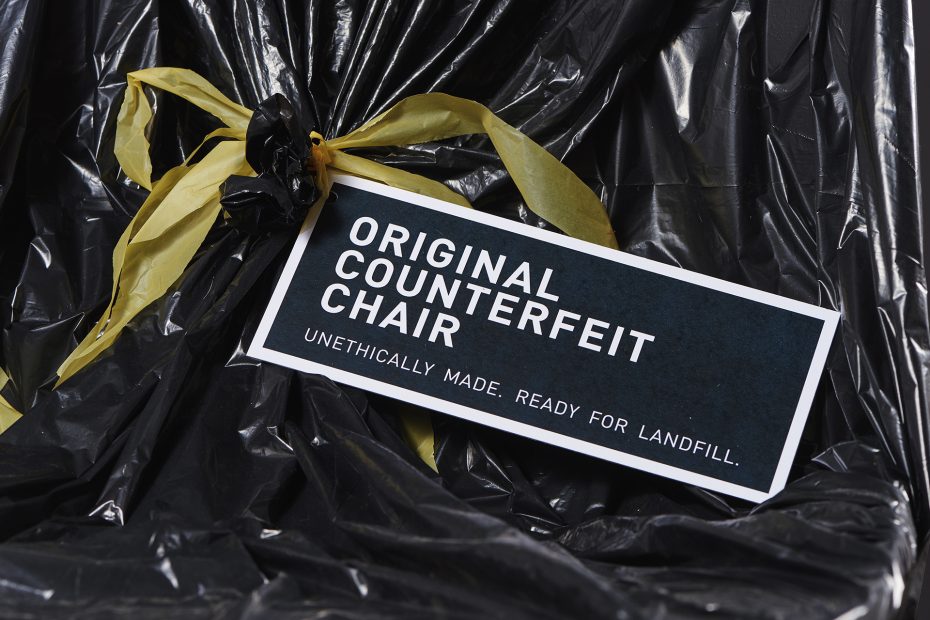 ORIGINAL
COUNTERFEIT
CHAIR
UNETHICALLY MADE. READY FOR LANDFILL.